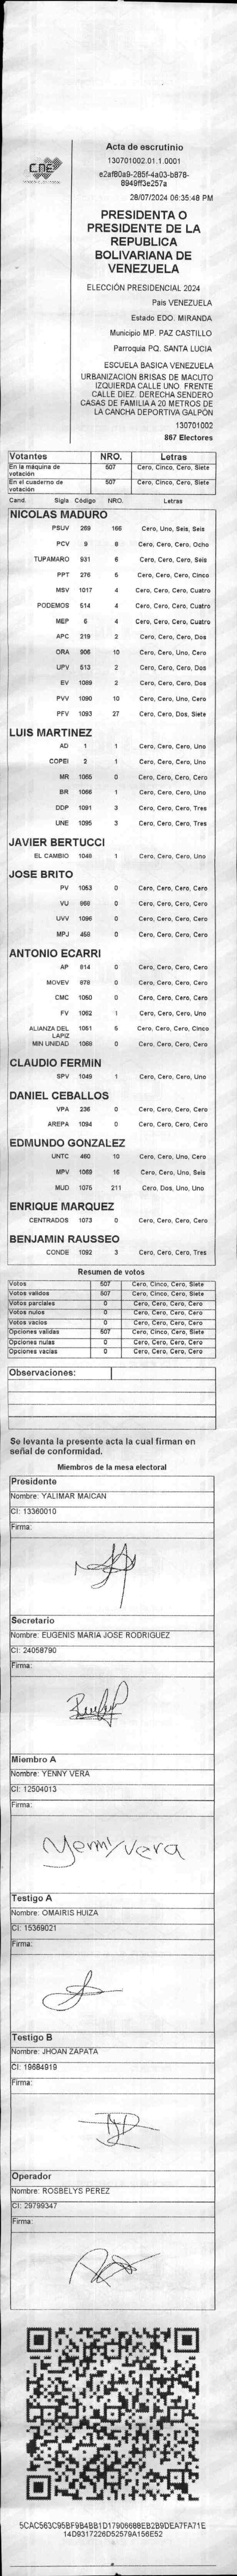 CNE
Acta de escrutinio
130701002.01.1.0001
e2af80a9-285f-4a03-b878-
8949ff3e257a
28/07/2024 06:35:48 PM
PRESIDENTA O
PRESIDENTE DE LA
REPUBLICA
BOLIVARIANA DE
VENEZUELA
ELECCIÓN PRESIDENCIAL 2024
Pais VENEZUELA
Estado EDO. MIRANDA
Municipio MP. PAZ CASTILLO
Parroquia PQ. SANTA LUCIA
ESCUELA BASICA VENEZUELA
URBANIZACION BRISAS DE MACUTO
IZQUIERDA CALLE UNO. FRENTE
CALLE DIEZ. DERECHA SENDERO
CASAS DE FAMILIA A 20 METROS DE
LA CANCHA DEPORTIVA GALPÓN
130701002
867 Electores
Votantes NRO. Letras
En la máquina de votación 507 Cero, Cinco, Cero, Siete
En el cuaderno de votación 507 Cero, Cinco, Cero, Siete
Cand. Sigla Código NRO. Letras
NICOLAS MADURO
PSUV 269 166 Cero, Uno, Seis, Seis
PCV 9 8 Cero, Cero, Cero, Ocho
TUPAMARO 931 6 Cero, Cero, Cero, Seis
PPT 276 5 Cero, Cero, Cero, Cinco
MSV 1017 4 Cero, Cero, Cero, Cuatro
PODEMOS 514 4 Cero, Cero, Cero, Cuatro
MEP 6 4 Cero, Cero, Cero, Cuatro
APC 219 2 Cero, Cero, Cero, Dos
ORA 906 10 Cero, Cero, Uno, Cero
UPV 513 2 Cero, Cero, Cero, Dos
EV 1089 2 Cero, Cero, Cero, Dos
PVV 1090 10 Cero, Cero, Uno, Cero
PFV 1093 27 Cero, Cero, Dos, Siete
LUIS MARTINEZ
AD 1 1 Cero, Cero, Cero, Uno
COPEI 2 1 Cero, Cero, Cero, Uno
MR 1065 0 Cero, Cero, Cero, Cero
BR 1066 1 Cero, Cero, Cero, Uno
DDP 1091 3 Cero, Cero, Cero, Tres
UNE 1095 3 Cero, Cero, Cero, Tres
JAVIER BERTUCCI
EL CAMBIO 1048 1 Cero, Cero, Cero, Uno
JOSE BRITO
PV 1053 0 Cero, Cero, Cero, Cero
VU 968 0 Cero, Cero, Cero, Cero
UVV 1096 0 Cero, Cero, Cero, Cero
MPJ 458 0 Cero, Cero, Cero, Cero
ANTONIO ECARRI
AP 814 0 Cero, Cero, Cero, Cero
MOVEV 978 0 Cero, Cero, Cero, Cero
CMC 1050 0 Cero, Cero, Cero, Cero
FV 1062 1 Cero, Cero, Cero, Uno
ALIANZA DEL LAPIZ 1051 5 Cero, Cero, Cero, Cinco
MIN UNIDAD 1088 0 Cero, Cero, Cero, Cero
CLAUDIO FERMIN
SPV 1049 1 Cero, Cero, Cero, Uno
DANIEL CEBALLOS
VPA 236 0 Cero, Cero, Cero, Cero
AREPA 1094 0 Cero, Cero, Cero, Cero
EDMUNDO GONZALEZ
UNTC 460 10 Cero, Cero, Uno, Cero
MPV 1069 16 Cero, Cero, Uno, Seis
MUD 1075 211 Cero, Dos, Uno, Uno
ENRIQUE MARQUEZ
CENTRADOS 1073 0 Cero, Cero, Cero, Cero
BENJAMIN RAUSSEO
CONDE 1092 3 Cero, Cero, Cero, Tres
Resumen de votos
Votos 507 Cero, Cinco, Cero, Siete
Votos validos 507 Cero, Cinco, Cero, Siete
Votos parciales 0 Cero, Cero, Cero, Cero
Votos nulos 0 Cero, Cero, Cero, Cero
Votos vacios 0 Cero, Cero, Cero, Cero
Opciones validas 507 Cero, Cinco, Cero, Siete
Opciones nulas 0 Cero, Cero, Cero, Cero
Opciones vacias 0 Cero, Cero, Cero, Cero
Observaciones:
Se levanta la presente acta la cual firman en
señal de conformidad.
Miembros de la mesa electoral
Presidente
Nombre: YALIMAR MAICAN
CI: 13360010
Firma:
Secretario
Nombre: EUGENIS MARIA JOSE RODRIGUEZ
CI: 24058790
Firma:
Miembro A
Nombre: YENNY VERA
CI: 12504013
Firma:
Yenny Vera
Testigo A
Nombre: OMAIRIS HUIZA
CI: 15369021
Firma:
Testigo B
Nombre: JHOAN ZAPATA
CI: 19684919
Firma:
Operador
Nombre: ROSBELYS PEREZ
CI: 29799347
Firma:
5CAC563C95BF9B4BB1D17906688EB2B9DEA7FA71E
14D9317226D52579A156E52